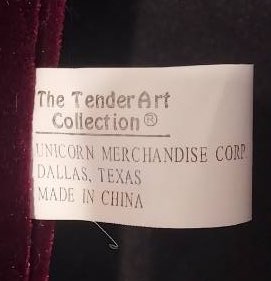 The TenderArt
Collection®
UNICORN MERCHANDISE CORP
DALLAS, TEXAS
MADE IN CHINA